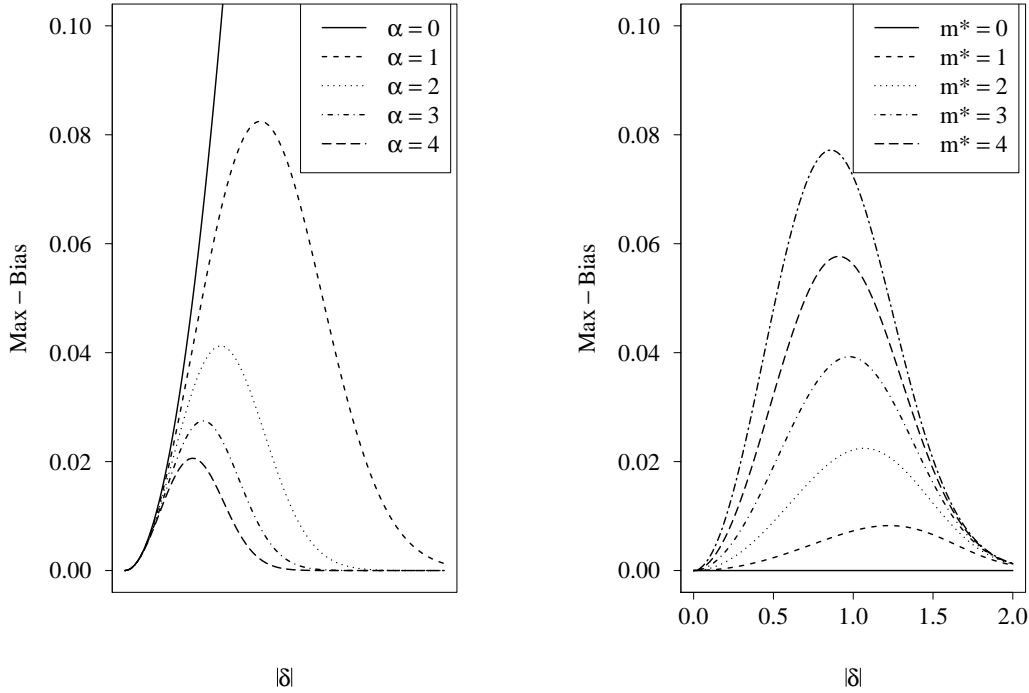 0.10
0.08
0.06
0.04
0.02
0.00
Max − Bias
|δ|
α = 0
α = 1
α = 2
α = 3
α = 4
0.10
0.08
0.06
0.04
0.02
0.00
Max − Bias
0.0 0.5 1.0 1.5 2.0
|δ|
m* = 0
m* = 1
m* = 2
m* = 3
m* = 4